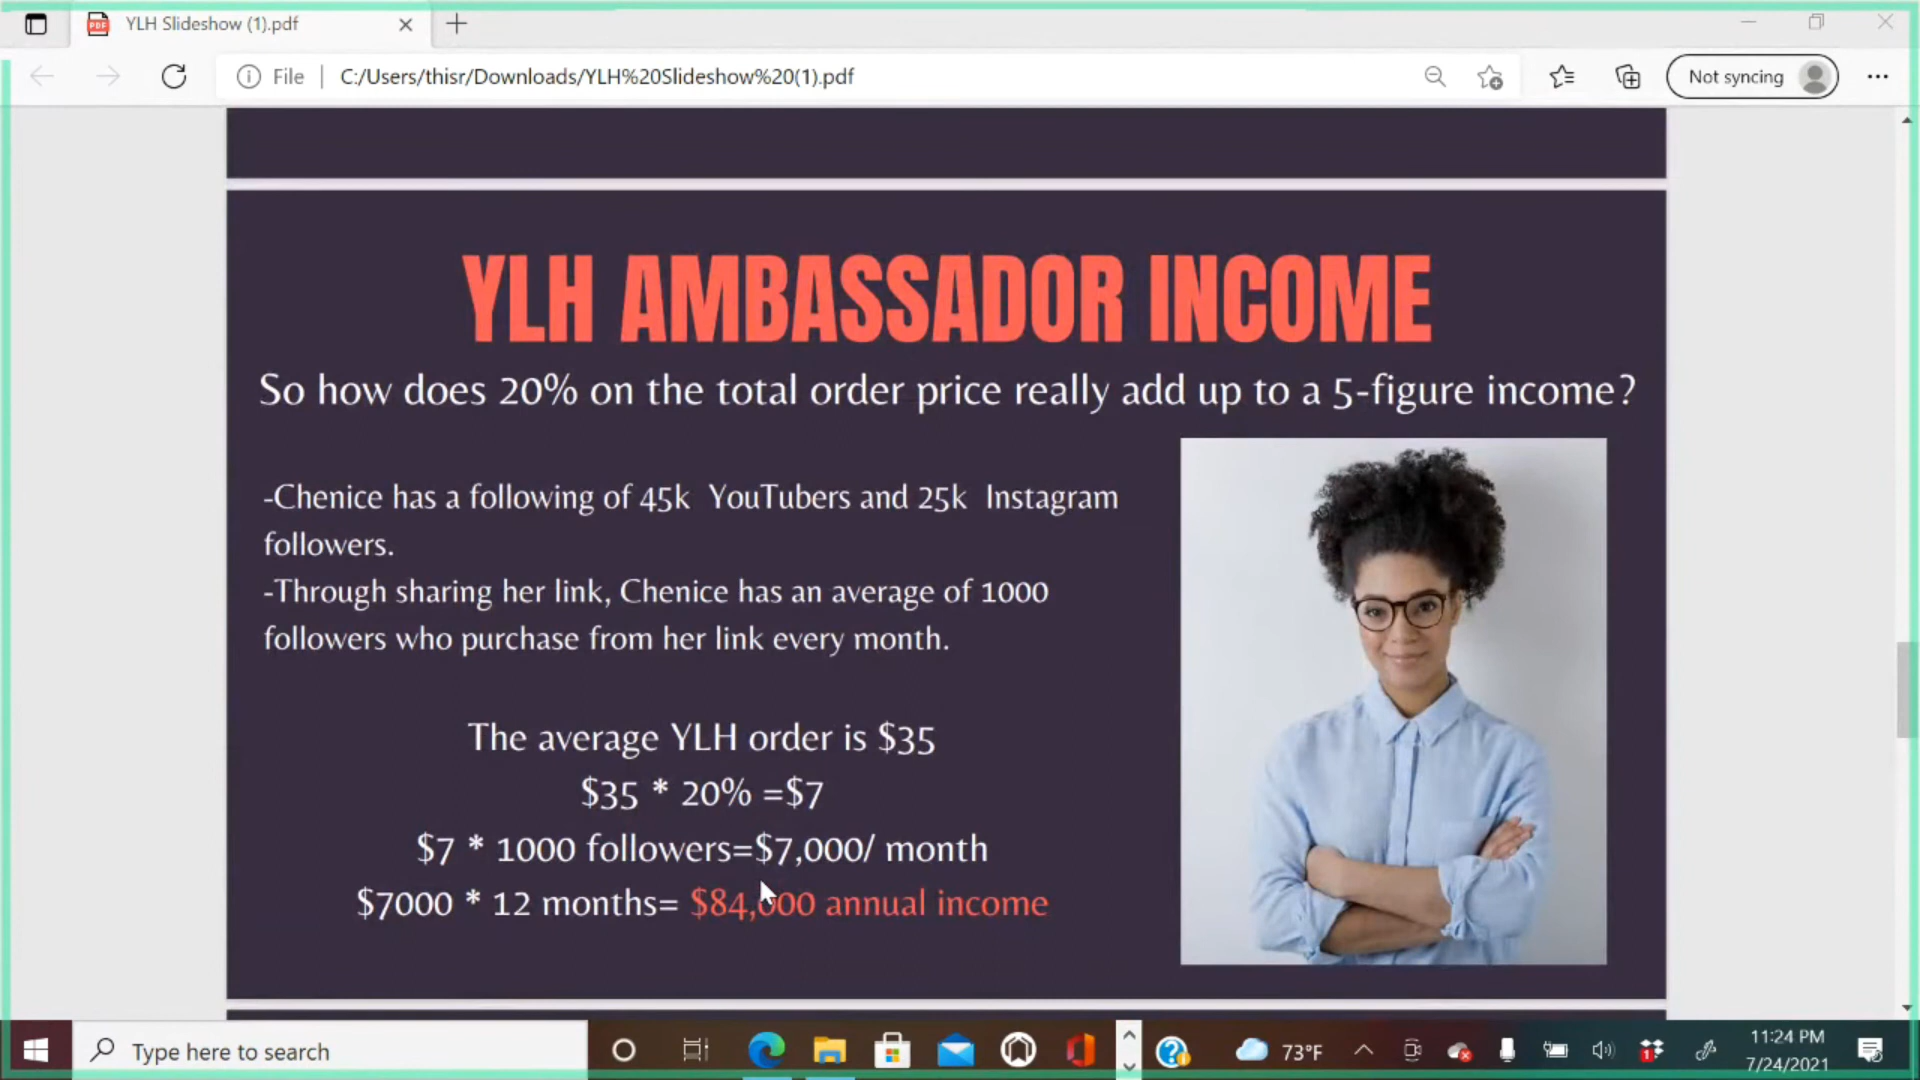 YLH Slideshow (1).pdf
File
C:/Users/thisr/Downloads/YLH%20Slideshow%20(1).pdf
Not syncing
YLH AMBASSADOR INCOME
So how does 20% on the total order price really add up to a 5-figure income?
-Chenice has a following of 45k YouTubers and 25k Instagram
followers.
-Through sharing her link, Chenice has an average of 1000
followers who purchase from her link every month.
The average YLH order is $35
$35 * 20% =$7
$7 * 1000 followers=$7,000/ month
$7000 * 12 months= $84,000 annual income
Type here to search
73°F
1
11:24 PM
7/24/2021